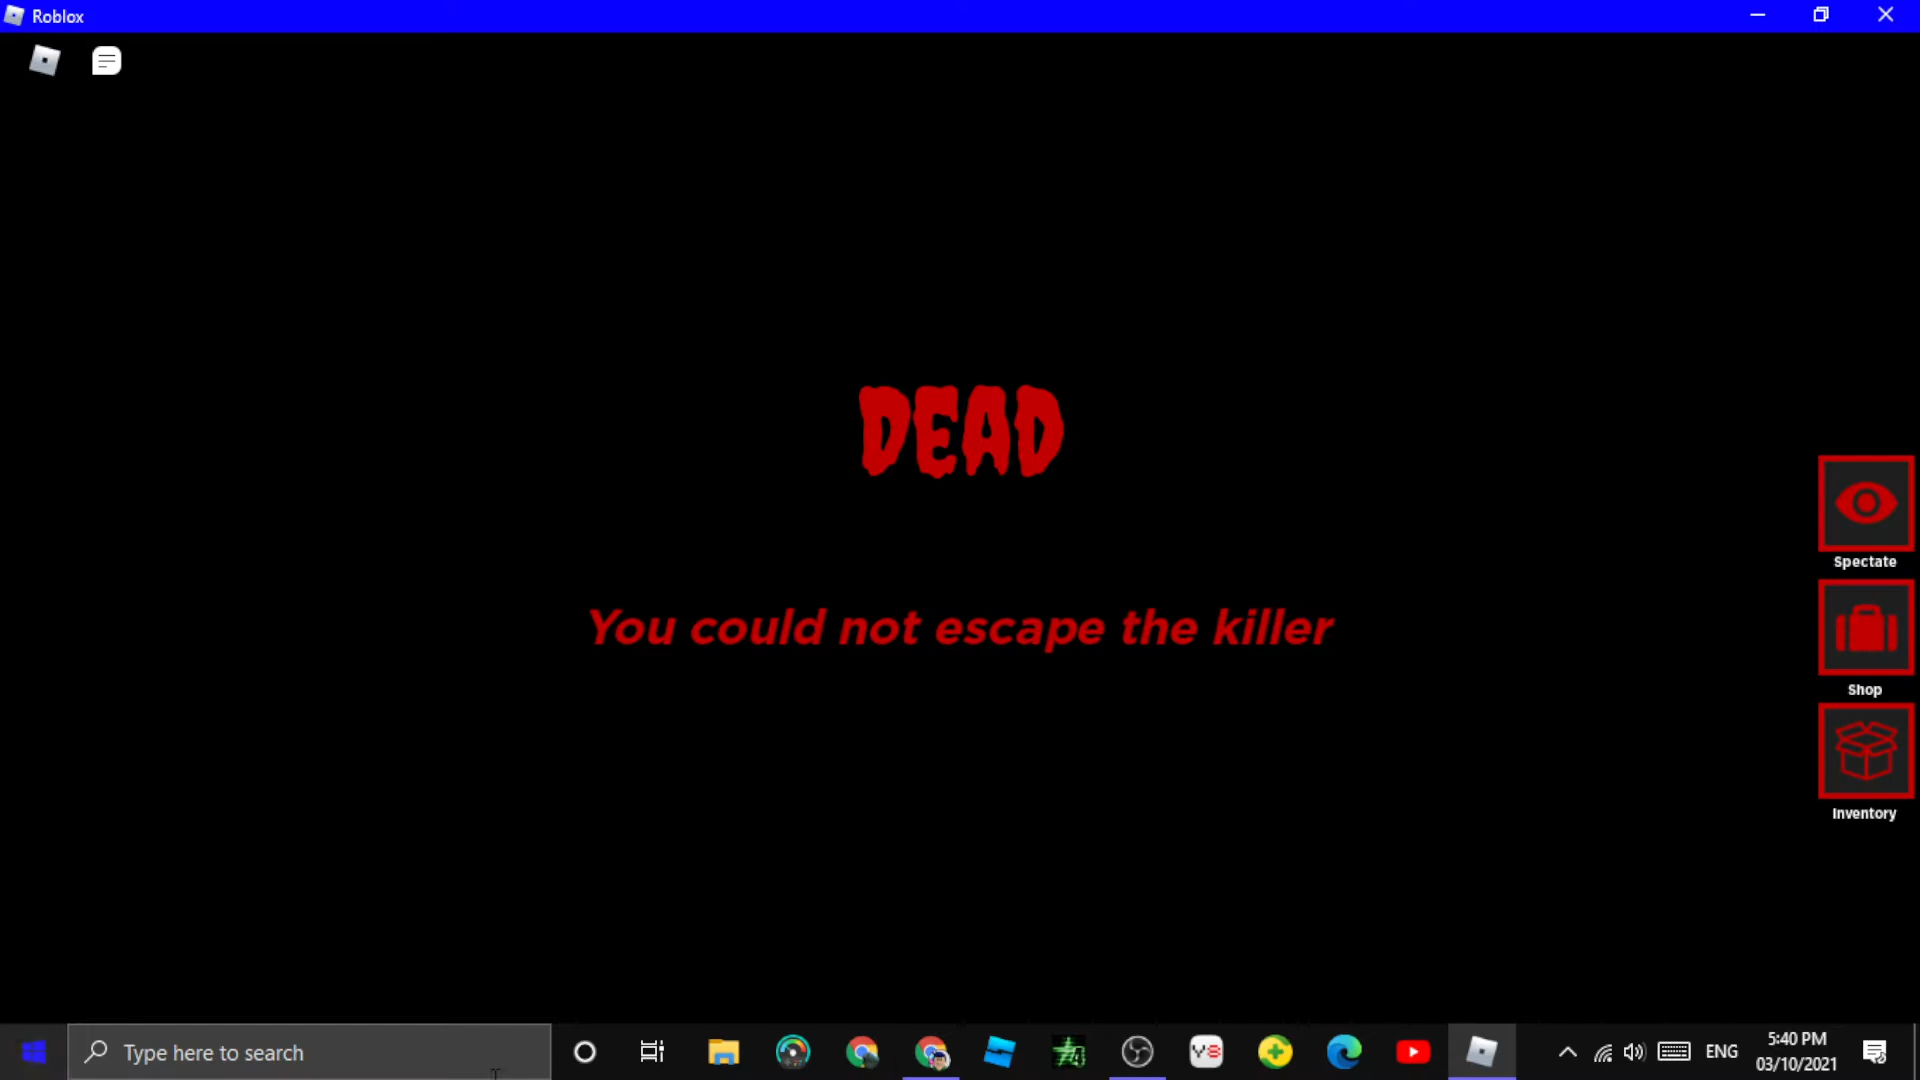 Roblox
DEAD
You could not escape the killer
Spectate
Shop
Inventory
Type here to search
Y8
ENG
5:40 PM
03/10/2021